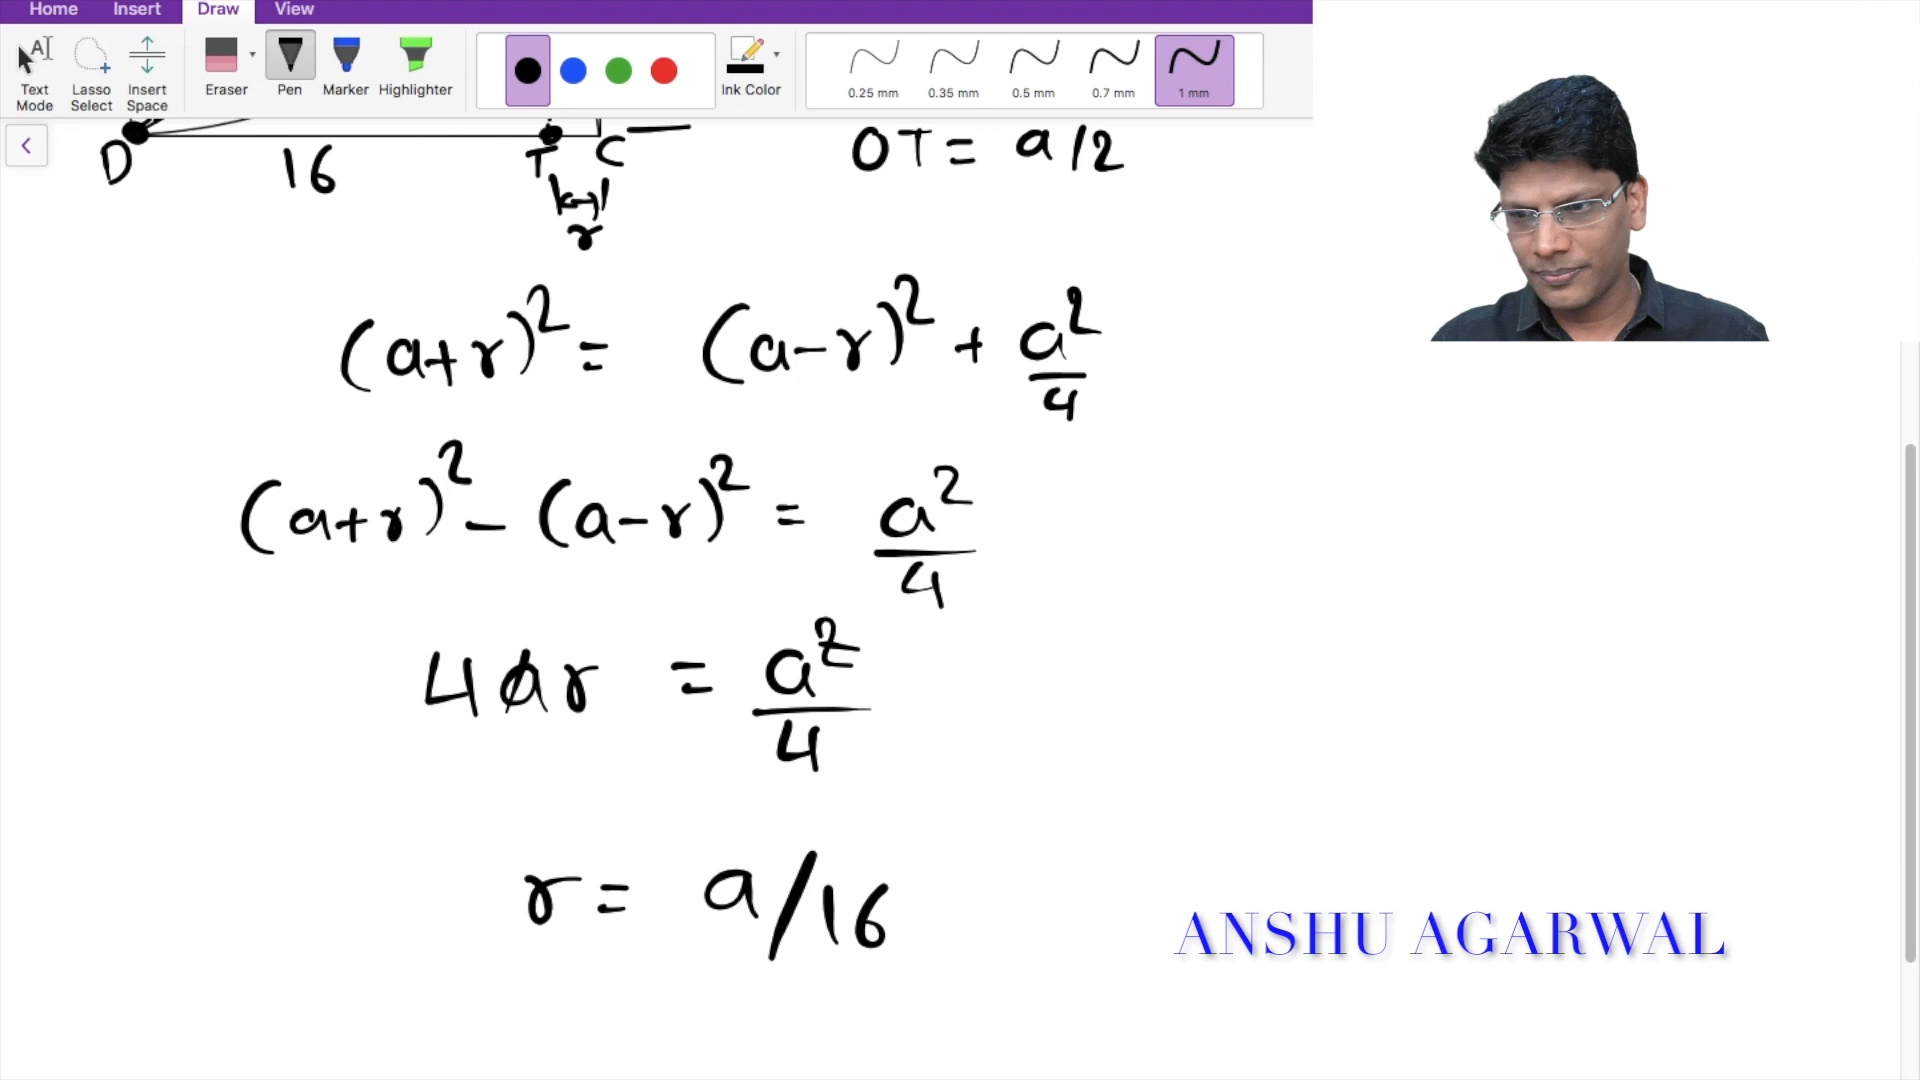 Home Insert Draw View
Text Mode Lasso Select Insert Space Eraser Pen Marker Highlighter Ink Color 0.25 mm 0.35 mm 0.5 mm 0.7 mm 1 mm
D 16 T C OT = a/2
r
(a+r)² = (a-r)² + a²/4
(a+r)² - (a-r)² = a²/4
4ar = a²/4
r = a/16
ANSHU AGARWAL